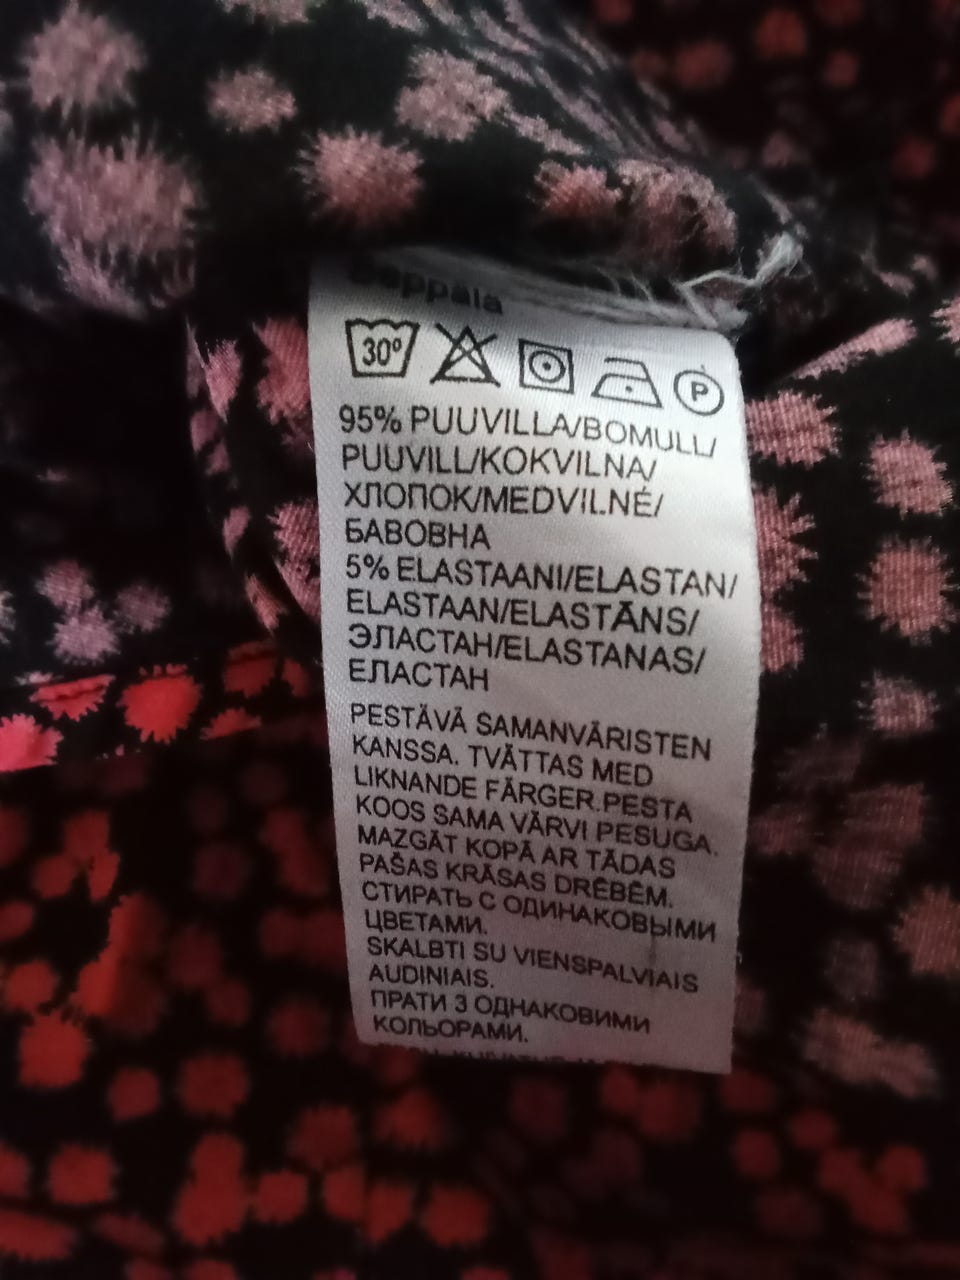 Seppälä
30°
P
95% PUUVILLA/BOMULL/
PUUVILL/KOKVILNA/
ХЛОПОК/MEDVILNÉ/
БАВОВНА
5% ELASTAANI/ELASTAN/
ELASTAAN/ELASTĀNS/
ЭЛАСТАН/ELASTANAS/
ЕЛАСТАН
PESTÄVÄ SAMANVÄRISTEN
KANSSA. TVÄTTAS MED
LIKNANDE FÄRGER.PESTA
KOOS SAMA VÄRVI PESUGA.
MAZGĀT KOPĀ AR TĀDAS
PAŠAS KRĀSAS DRĒBĒM.
СТИРАТЬ С ОДИНАКОВЫМИ
ЦВЕТАМИ.
SKALBTI SU VIENSPALVIAIS
AUDINIAIS.
ПРАТИ З ОДНАКОВИМИ
КОЛЬОРАМИ.